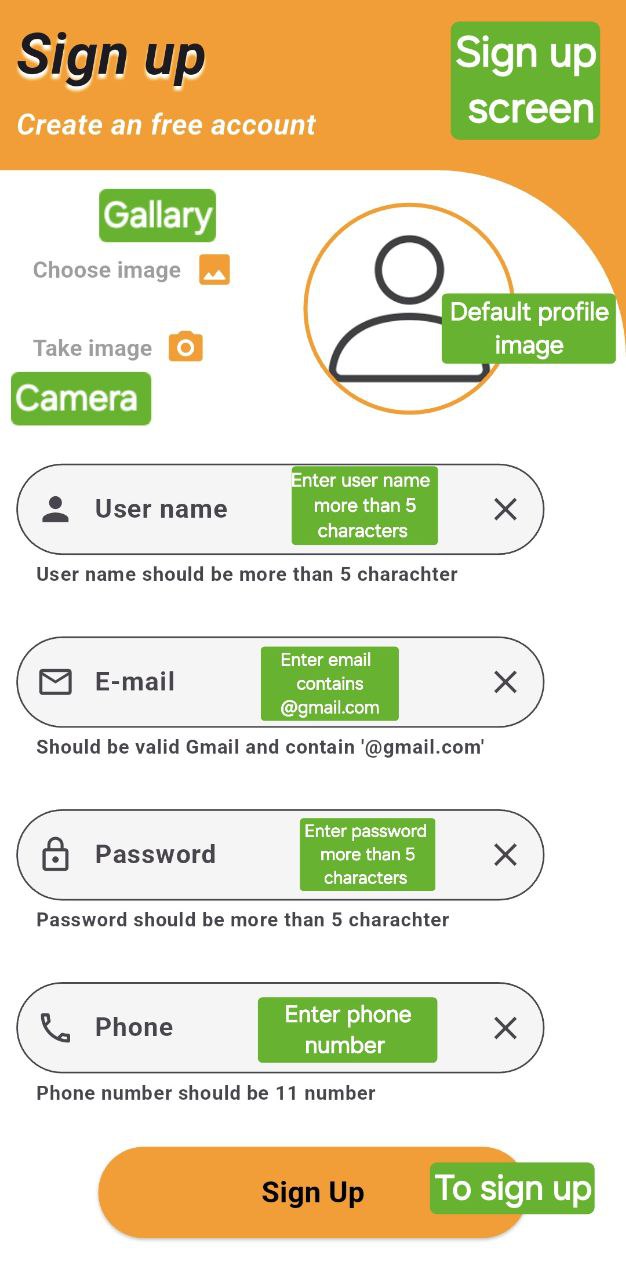 Sign up
Create an free account
Sign up
screen
Gallary
Choose image
Take image
Camera
Default profile
image
User name
Enter user name
more than 5
characters
User name should be more than 5 charachter
E-mail
Enter email
contains
@gmail.com
Should be valid Gmail and contain '@gmail.com'
Password
Enter password
more than 5
characters
Password should be more than 5 charachter
Phone
Enter phone
number
Phone number should be 11 number
Sign Up
To sign up